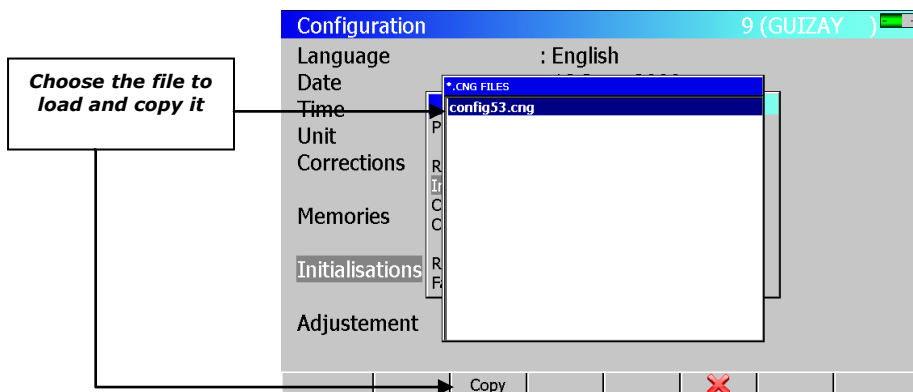 Configuration 9 (GUIZAY )
Language : English
Choose the file to
load and copy it
Date
*.CNG FILES
Time
config53.cng
P
Unit
Corrections R
C
Memories C
Initialisations R
Adjustement
Copy